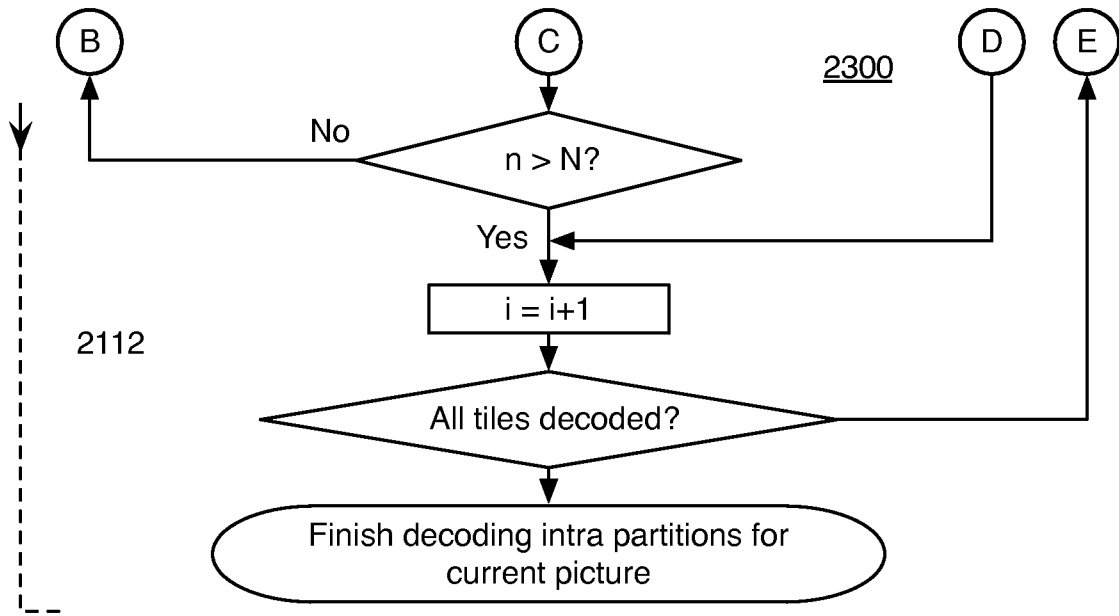 B
C
D
E
2300
No
n > N?
Yes
i = i+1
2112
All tiles decoded?
Finish decoding intra partitions for
current picture